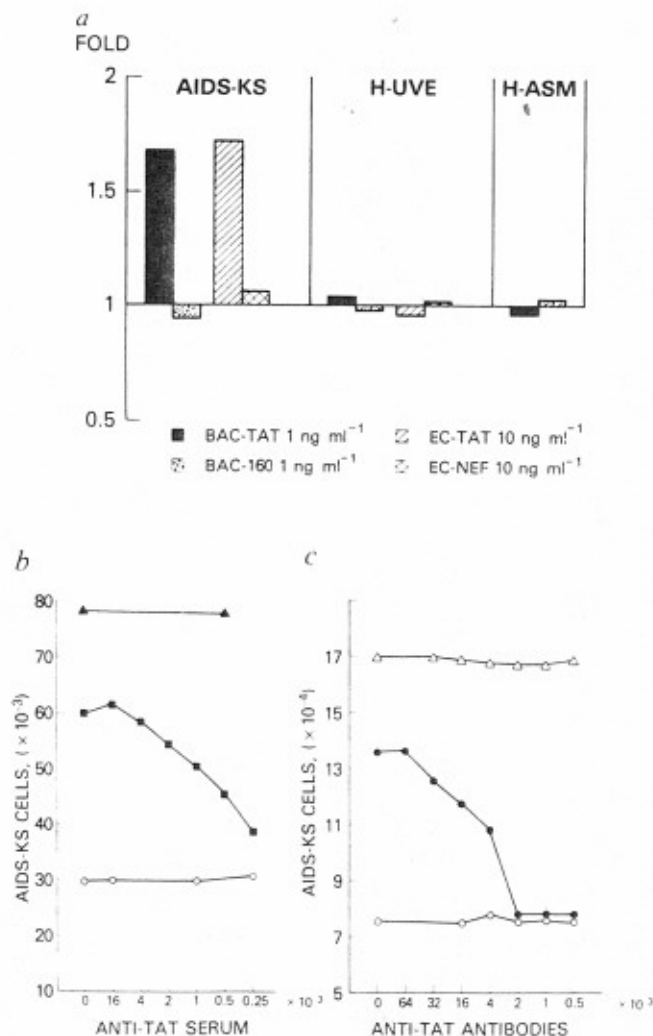 a
FOLD
2
AIDS-KS H-UVE H-ASM
1.5
1
0.5
BAC-TAT 1 ng ml⁻¹ EC-TAT 10 ng ml⁻¹
BAC-160 1 ng ml⁻¹ EC-NEF 10 ng ml⁻¹
b
80
70
60
50
40
30
20
10
AIDS-KS CELLS, (× 10⁻³)
0 16 4 2 1 0.5 0.25 × 10³
ANTI-TAT SERUM
c
17
15
13
11
9
7
5
AIDS-KS CELLS, (× 10⁻⁴)
0 64 32 16 4 2 1 0.5 × 10³
ANTI-TAT ANTIBODIES